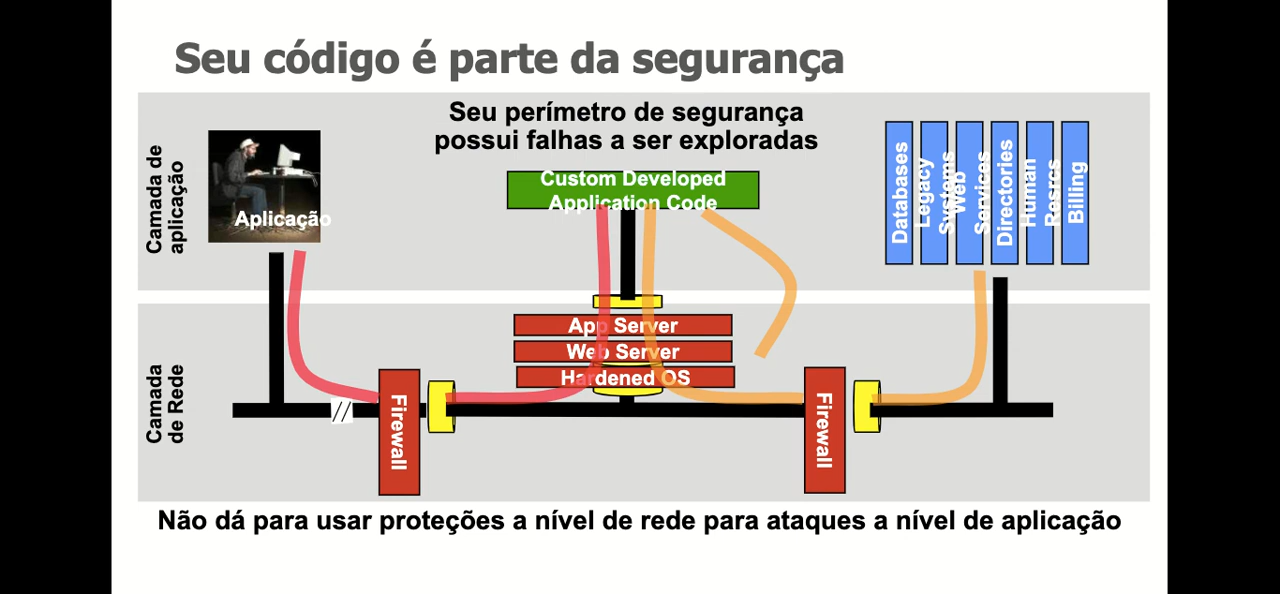 Seu código é parte da segurança
Seu perímetro de segurança
possui falhas a ser exploradas
Camada de
aplicação
Aplicação
Custom Developed
Application Code
Databases
Legacy
Systems
Web
Services
Directories
Human
Resrcs
Billing
App Server
Web Server
Hardened OS
Camada
de Rede
//
Firewall
Firewall
Não dá para usar proteções a nível de rede para ataques a nível de aplicação